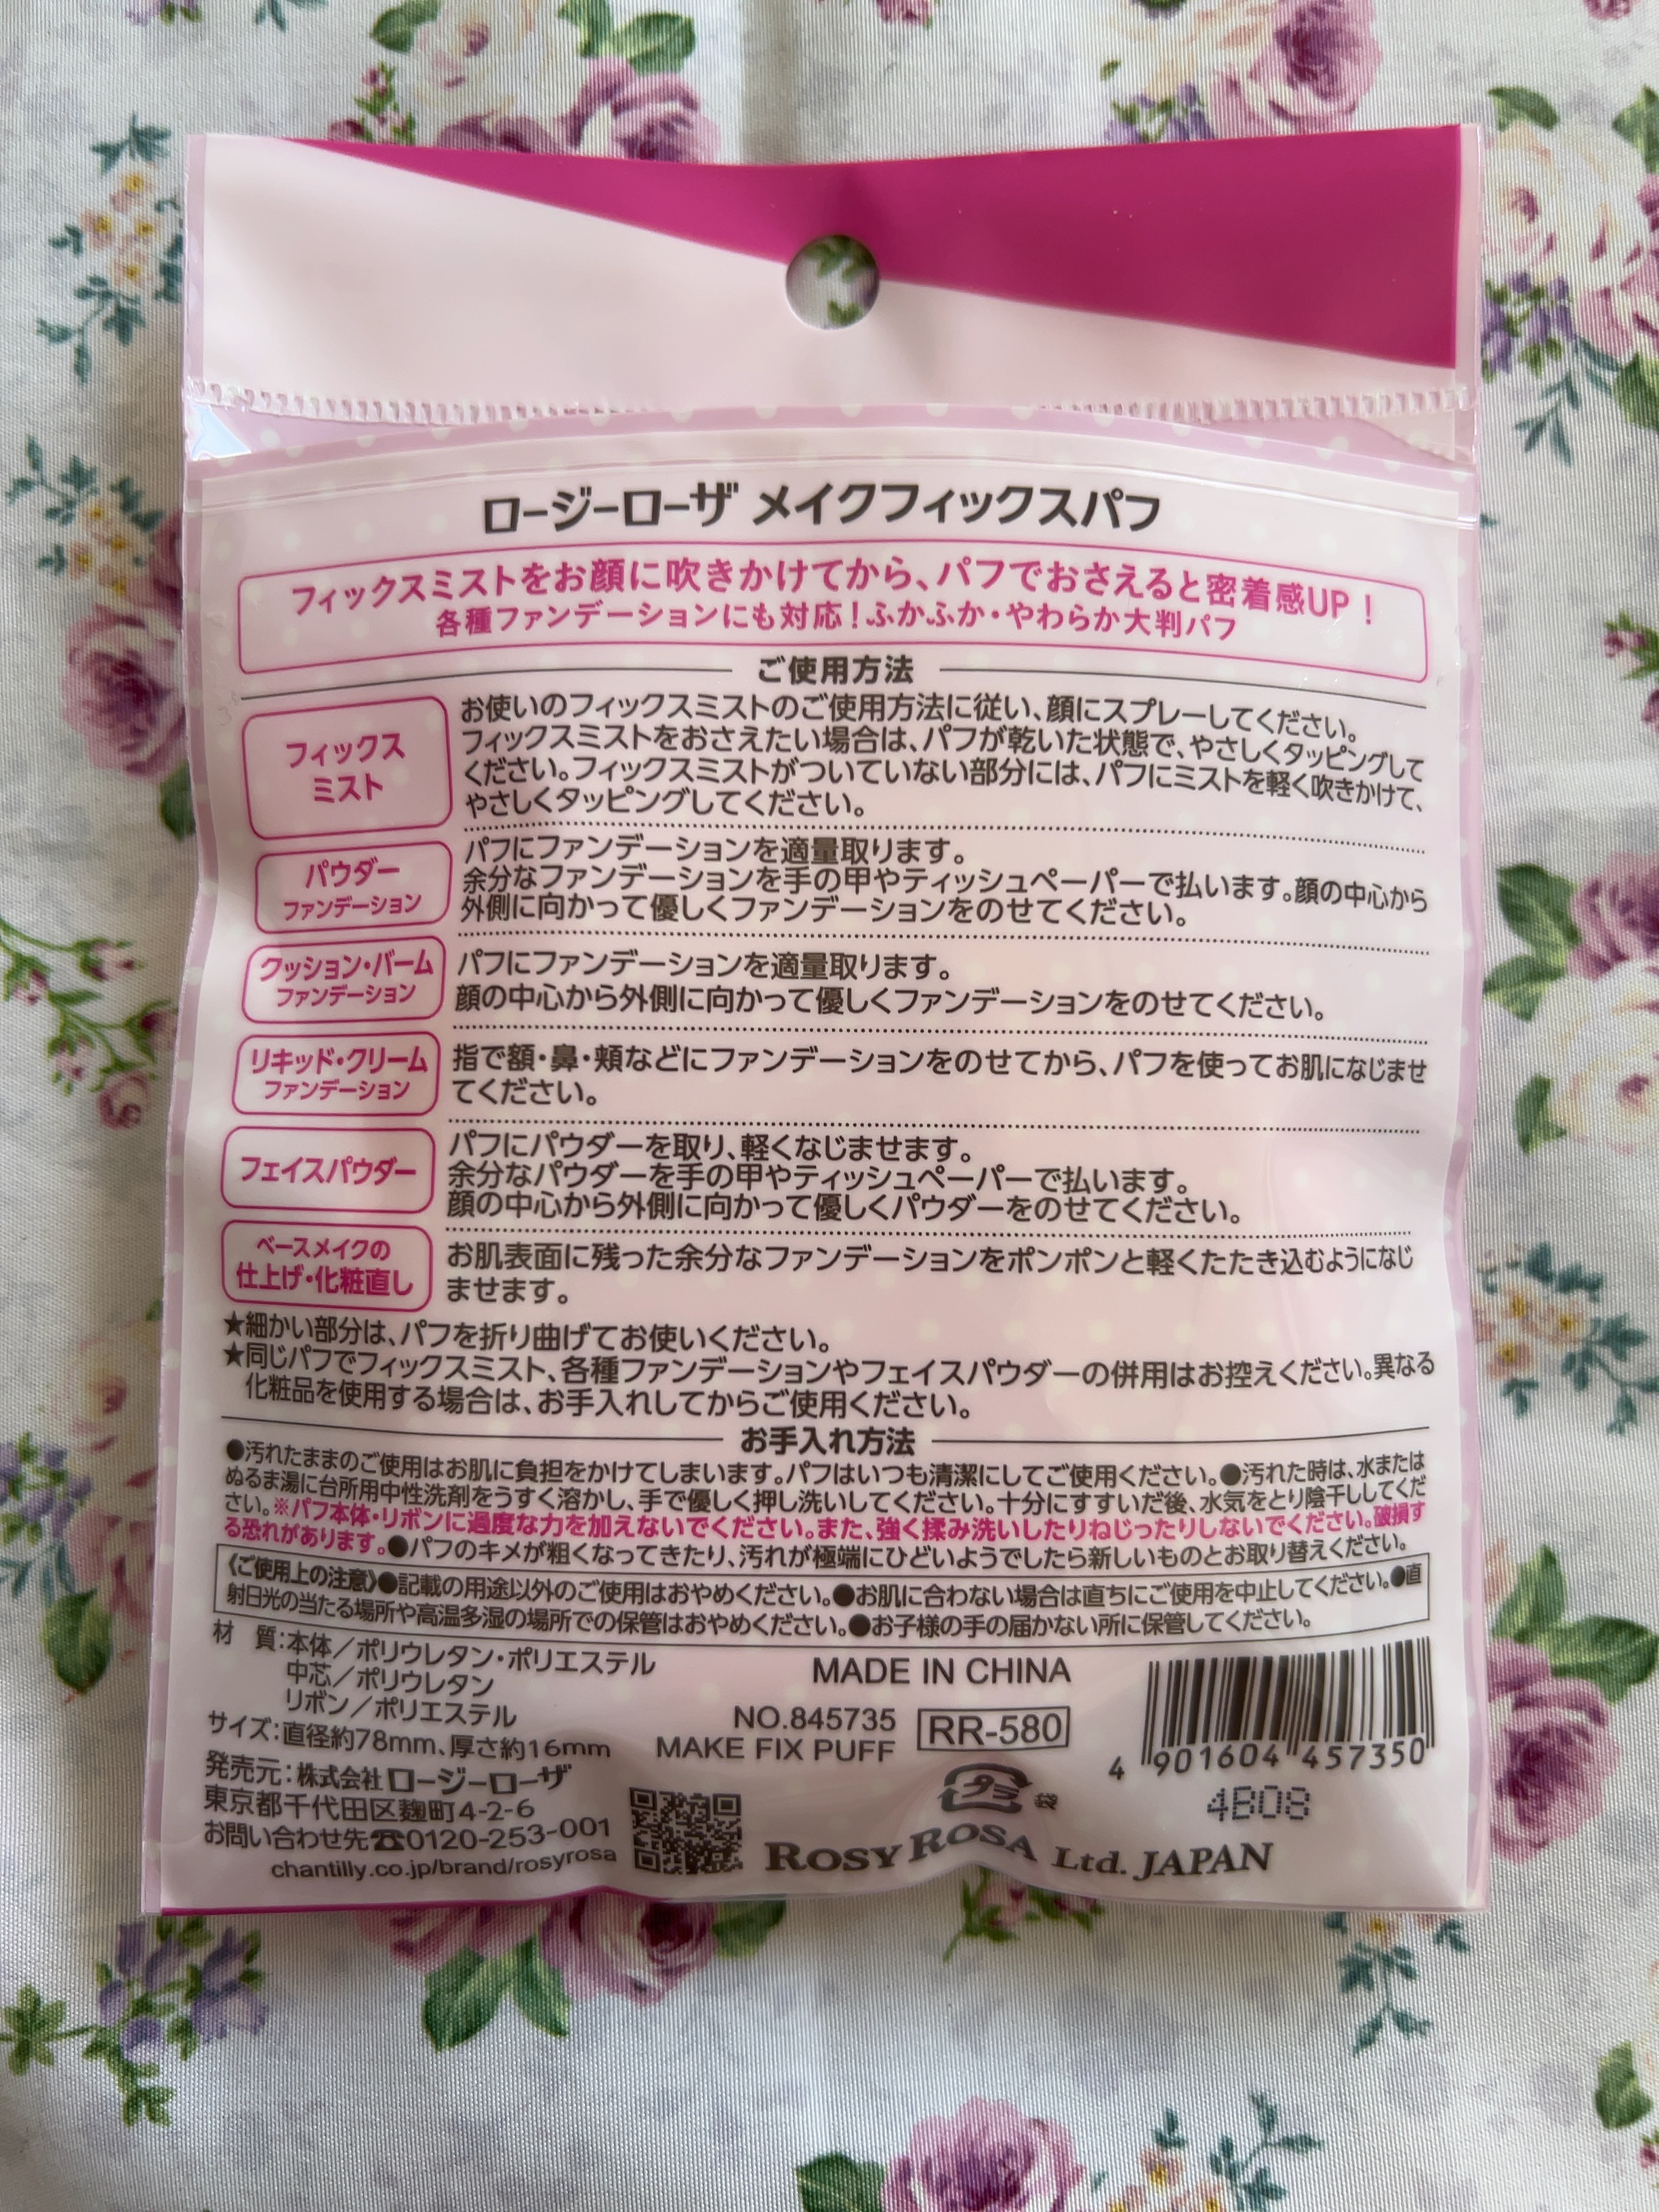 ロージーローザ メイクフィックスパフ
フィックスミストをお顔に吹きかけてから、パフでおさえると密着感UP！
各種ファンデーションにも対応！ふかふか・やわらか大判パフ
ご使用方法
フィックス
ミスト
お使いのフィックスミストのご使用方法に従い、顔にスプレーしてください。
フィックスミストをおさえたい場合は、パフが乾いた状態で、やさしくタッピングして
ください。フィックスミストがついていない部分には、パフにミストを軽く吹きかけて、
やさしくタッピングしてください。
パウダー
ファンデーション
パフにファンデーションを適量取ります。
余分なファンデーションを手の甲やティッシュペーパーで払います。顔の中心から
外側に向かって優しくファンデーションをのせてください。
クッション・バーム
ファンデーション
パフにファンデーションを適量取ります。
顔の中心から外側に向かって優しくファンデーションをのせてください。
リキッド・クリーム
ファンデーション
指で額・鼻・頬などにファンデーションをのせてから、パフを使ってお肌になじませ
てください。
フェイスパウダー
パフにパウダーを取り、軽くなじませます。
余分なパウダーを手の甲やティッシュペーパーで払います。
顔の中心から外側に向かって優しくパウダーをのせてください。
ベースメイクの
仕上げ・化粧直し
お肌表面に残った余分なファンデーションをポンポンと軽くたたき込むようになじ
ませます。
★細かい部分は、パフを折り曲げてお使いください。
★同じパフでフィックスミスト、各種ファンデーションやフェイスパウダーの併用はお控えください。異なる
化粧品を使用する場合は、お手入れしてからご使用ください。
お手入れ方法
●汚れたままのご使用はお肌に負担をかけてしまいます。パフはいつも清潔にしてご使用ください。●汚れた時は、水または
ぬるま湯に台所用中性洗剤をうすく溶かし、手で優しく押し洗いしてください。十分にすすいだ後、水気をとり陰干ししてくだ
さい。※パフ本体・リボンに過度な力を加えないでください。また、強く揉み洗いしたりねじったりしないでください。破損す
る恐れがあります。●パフのキメが粗くなってきたり、汚れが極端にひどいようでしたら新しいものとお取り替えください。
《ご使用上の注意》●記載の用途以外のご使用はおやめください。●お肌に合わない場合は直ちにご使用を中止してください。●直
射日光の当たる場所や高温多湿の場所での保管はおやめください。●お子様の手の届かない所に保管してください。
材　質：本体／ポリウレタン・ポリエステル
中芯／ポリウレタン
リボン／ポリエステル
サイズ：直径約78mm、厚さ約16mm
発売元：株式会社ロージーローザ
東京都千代田区麹町4-2-6
お問い合わせ先☎0120-253-001
chantilly.co.jp/brand/rosyrosa
MADE IN CHINA
NO.845735
MAKE FIX PUFF
RR-580
プラ 袋
4 901604 457350
4B08
ROSY ROSA Ltd. JAPAN